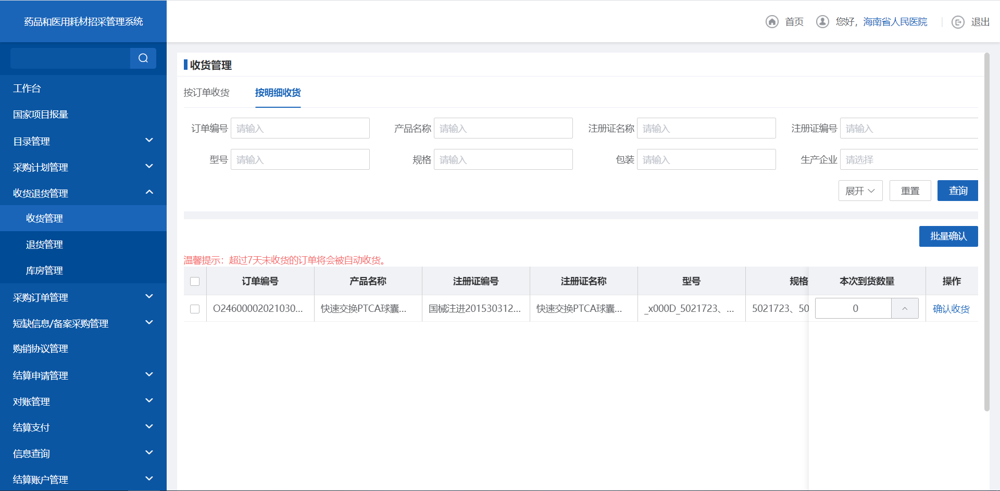 药品和医用耗材招采管理系统
首页
您好，海南省人民医院
退出
工作台
国家项目报量
目录管理
采购计划管理
收货退货管理
收货管理
退货管理
库房管理
采购订单管理
短缺信息/备案采购管理
购销协议管理
结算申请管理
对账管理
结算支付
信息查询
结算账户管理
收货管理
按订单收货 按明细收货
订单编号 请输入 产品名称 请输入 注册证名称 请输入 注册证编号 请输入
型号 请输入 规格 请输入 包装 请输入 生产企业 请选择
展开 重置 查询
批量确认
温馨提示：超过7天未收货的订单将会被自动收货。
订单编号 产品名称 注册证编号 注册证名称 型号 规格 本次到货数量 操作
O24600002021030... 快速交换PTCA球囊... 国械注进201530312... 快速交换PTCA球囊... _x000D_5021723、... 5021723、50 0 确认收货